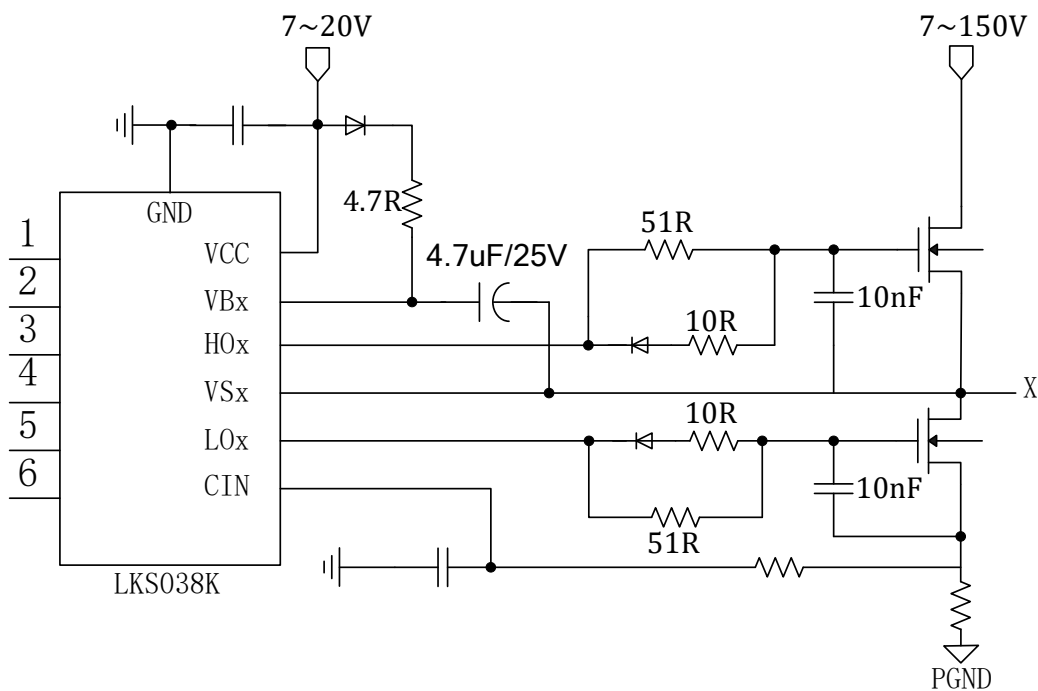 7~20V
7~150V
GND
1
2
3
4
5
6
VCC
VBx
HOx
VSx
LOx
CIN
LKS038K
4.7R
4.7uF/25V
51R
10R
10nF
X
10R
51R
10nF
PGND